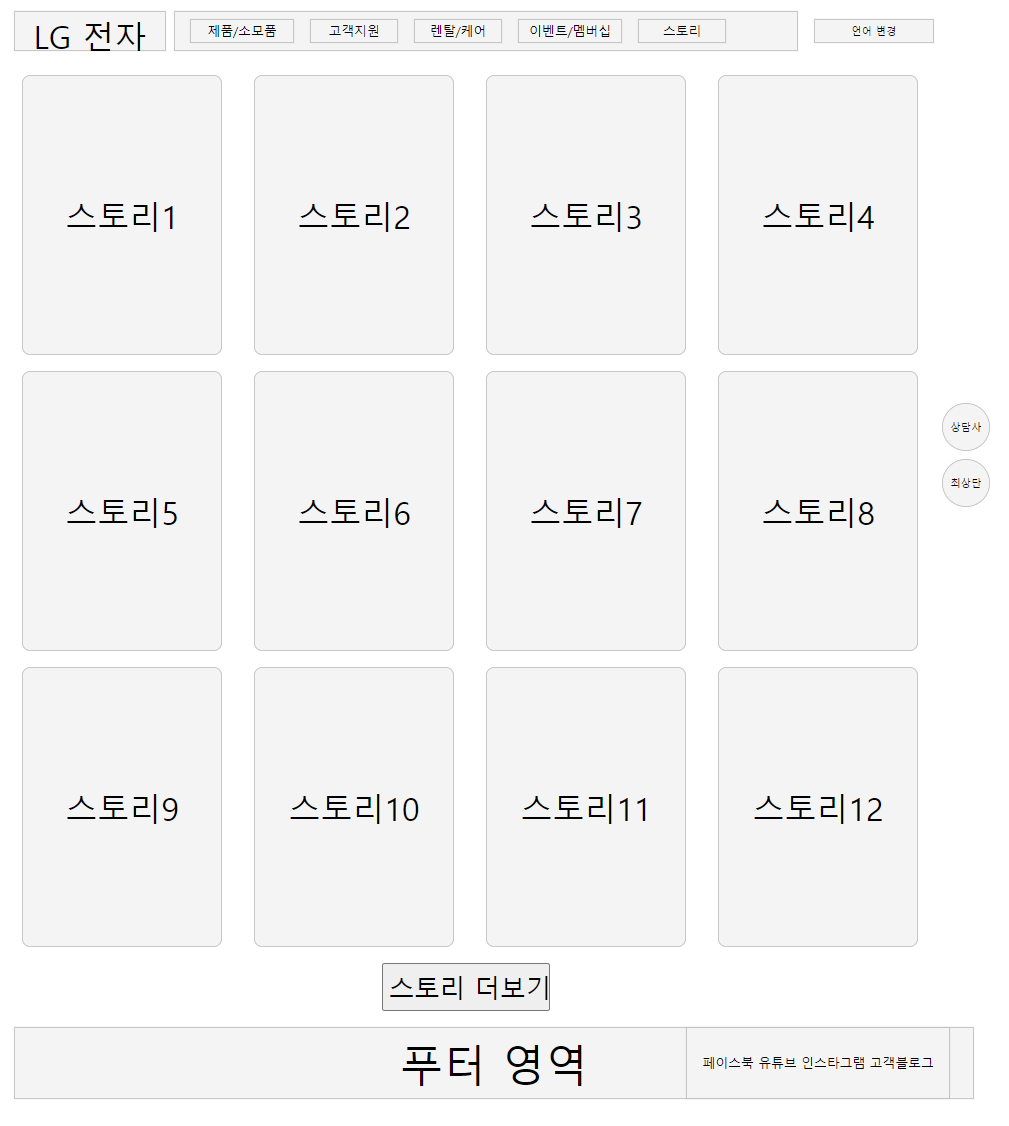 LG 전자
제품/소모품 고객지원 렌탈/케어 이벤트/멤버십 스토리
언어 변경
스토리1 스토리2 스토리3 스토리4
스토리5 스토리6 스토리7 스토리8
상담사
최상단
스토리9 스토리10 스토리11 스토리12
스토리 더보기
푸터 영역
페이스북 유튜브 인스타그램 고객블로그